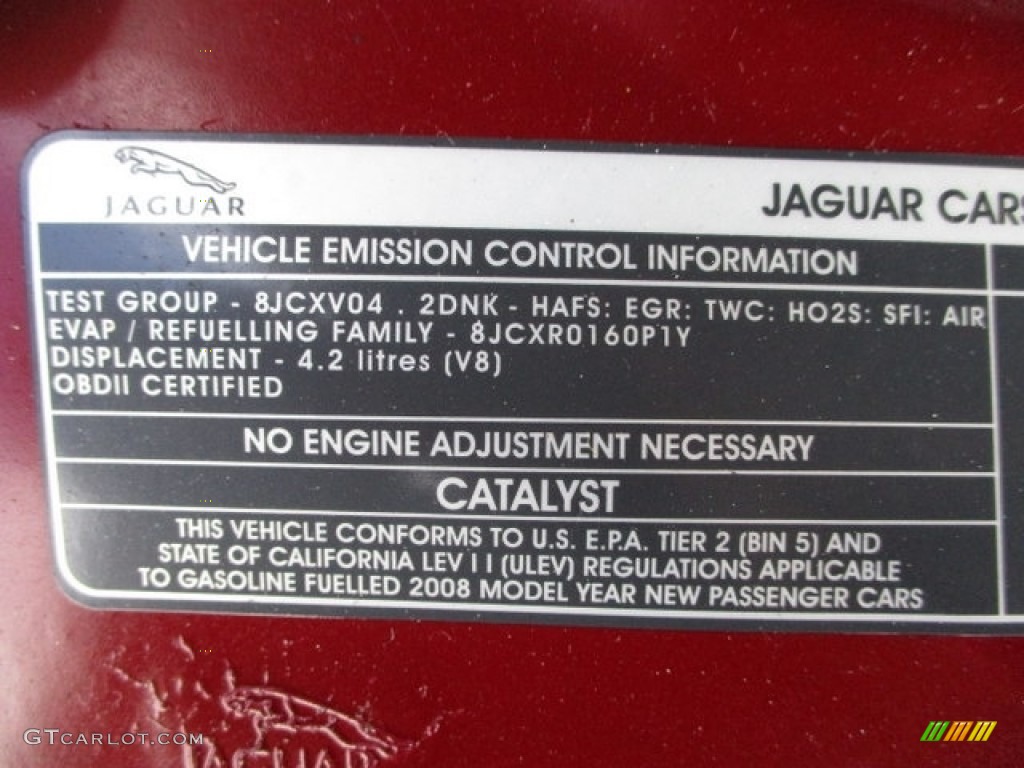 JAGUAR
JAGUAR CARS
VEHICLE EMISSION CONTROL INFORMATION
TEST GROUP - 8JCXV04 . 2DNK - HAFS: EGR: TWC: HO2S: SFI: AIR
EVAP / REFUELLING FAMILY - 8JCXR0160P1Y
DISPLACEMENT - 4.2 litres (V8)
OBDII CERTIFIED
NO ENGINE ADJUSTMENT NECESSARY
CATALYST
THIS VEHICLE CONFORMS TO U.S. E.P.A. TIER 2 (BIN 5) AND
STATE OF CALIFORNIA LEV I I (ULEV) REGULATIONS APPLICABLE
TO GASOLINE FUELLED 2008 MODEL YEAR NEW PASSENGER CARS
JAGUAR
GTCARLOT.COM